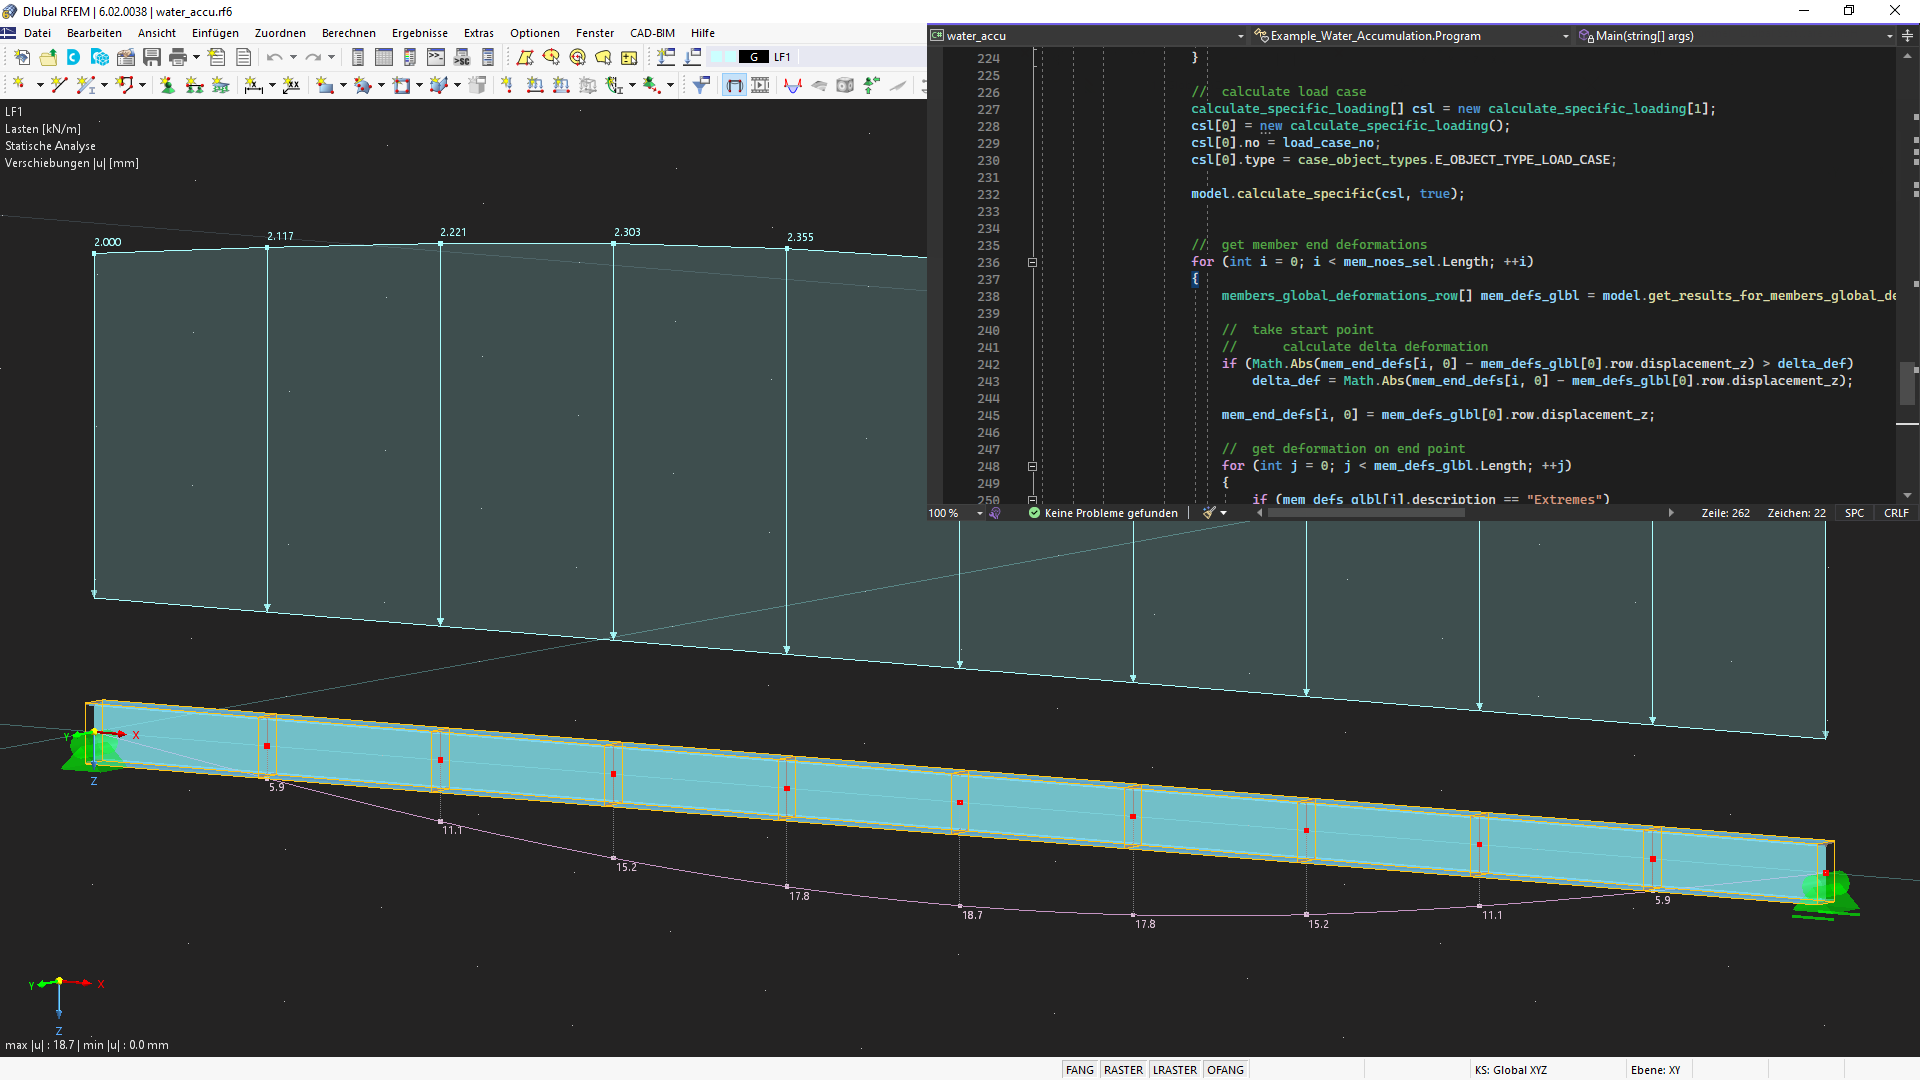 Dlubal RFEM | 6.02.0038 | water_accu.rf6
Datei Bearbeiten Ansicht Einfügen Zuordnen Berechnen Ergebnisse Extras Optionen Fenster CAD-BIM Hilfe
G LF1
LF1
Lasten [kN/m]
Statische Analyse
Verschiebungen |u| [mm]
2.000
2.117
2.221
2.303
2.355
water_accu Example_Water_Accumulation.Program Main(string[] args)
224 }
225
226 // calculate load case
227 calculate_specific_loading[] csl = new calculate_specific_loading[1];
228 csl[0] = new calculate_specific_loading();
229 csl[0].no = load_case_no;
230 csl[0].type = case_object_types.E_OBJECT_TYPE_LOAD_CASE;
231
232 model.calculate_specific(csl, true);
233
234
235 // get member end deformations
236 for (int i = 0; i < mem_noes_sel.Length; ++i)
237 {
238 members_global_deformations_row[] mem_defs_glbl = model.get_results_for_members_global_de
239
240 // take start point
241 // calculate delta deformation
242 if (Math.Abs(mem_end_defs[i, 0] - mem_defs_glbl[0].row.displacement_z) > delta_def)
243 delta_def = Math.Abs(mem_end_defs[i, 0] - mem_defs_glbl[0].row.displacement_z);
244
245 mem_end_defs[i, 0] = mem_defs_glbl[0].row.displacement_z;
246
247 // get deformation on end point
248 for (int j = 0; j < mem_defs_glbl.Length; ++j)
249 {
250 if (mem_defs_glbl[j].description == "Extremes")
100 % Keine Probleme gefunden Zeile: 262 Zeichen: 22 SPC CRLF
Y X
Z
5.9
11.1
15.2
17.8
18.7
17.8
15.2
11.1
5.9
Y X
Z
max |u| : 18.7 | min |u| : 0.0 mm
FANG RASTER LRASTER OFANG KS: Global XYZ Ebene: XY